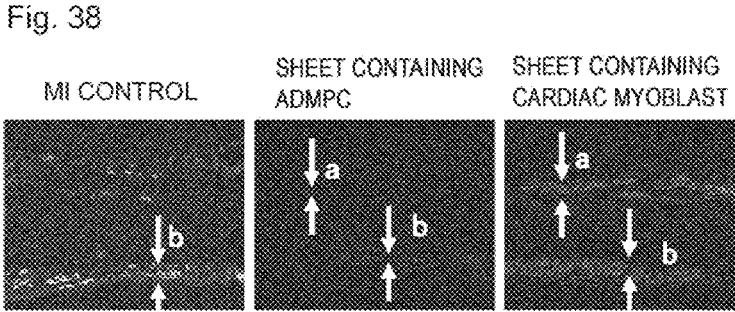 Fig. 38
MI CONTROL
SHEET CONTAINING
ADMPC
SHEET CONTAINING
CARDIAC MYOBLAST
b
a
b
a
b